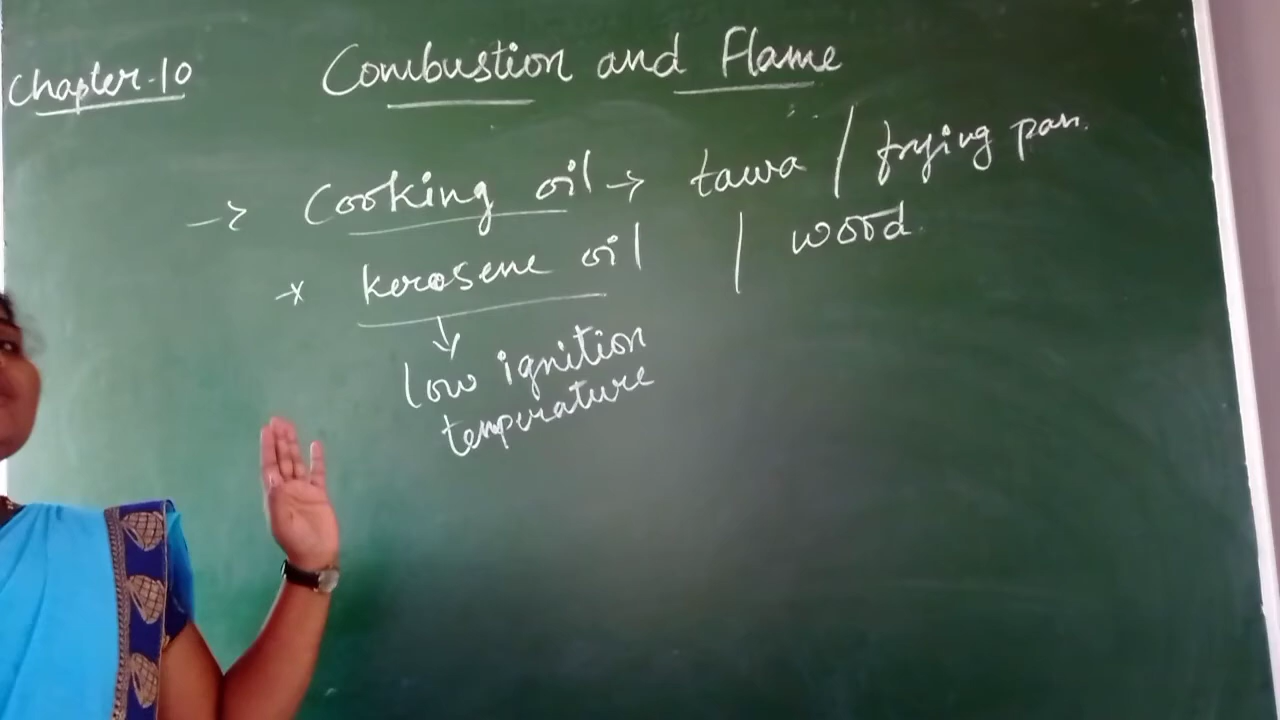 Chapter-10
Combustion and Flame
-> Cooking oil -> tawa / frying pan.
* kerosene oil / wood
↓
low ignition
temperature